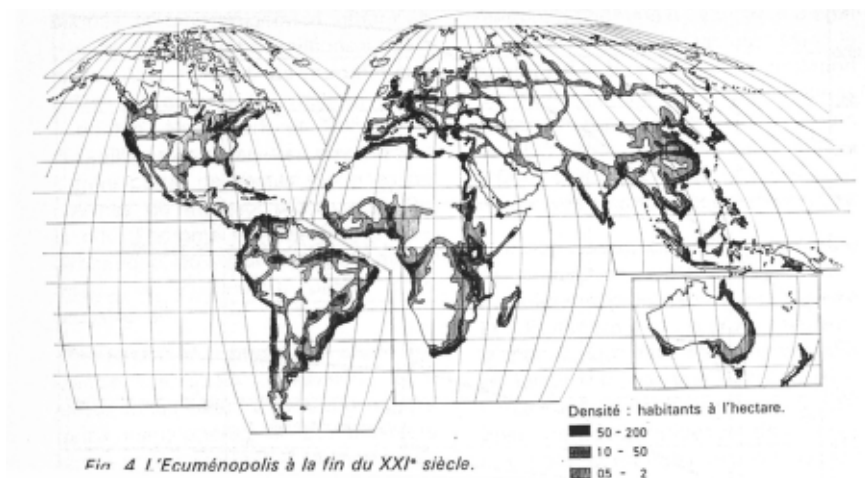 Densité : habitants à l'hectare.
50 - 200
10 - 50
05 - 2
Fig. 4 L'Ecuménopolis à la fin du XXIe siècle.